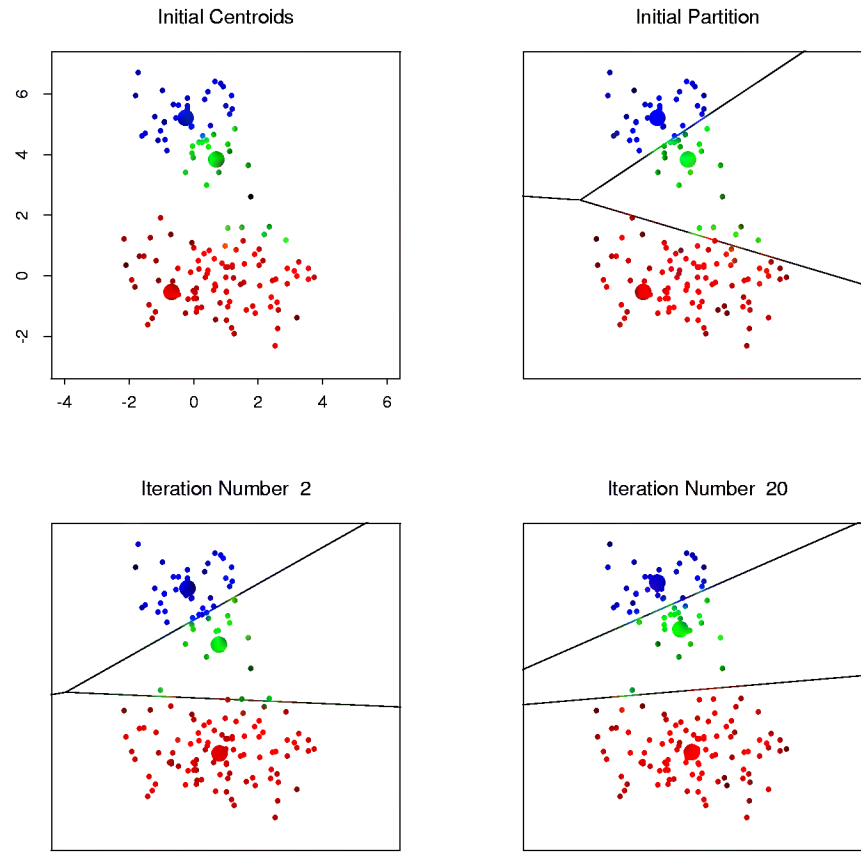 Initial Centroids
Initial Partition
6
4
2
0
-2
-4 -2 0 2 4 6
Iteration Number 2
Iteration Number 20